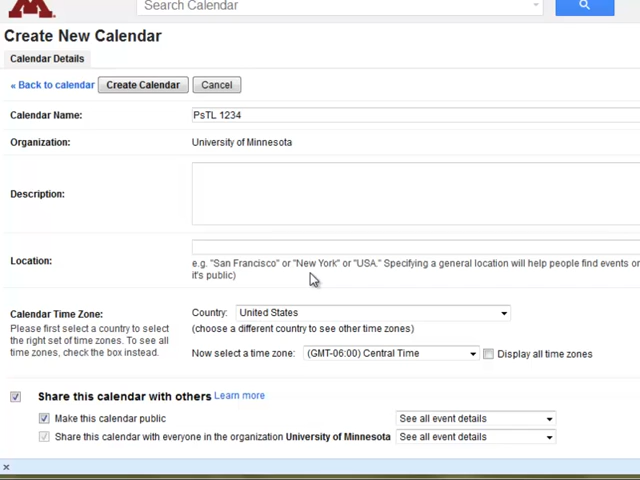 M
Search Calendar
Create New Calendar
Calendar Details
« Back to calendar Create Calendar Cancel
Calendar Name: PsTL 1234
Organization: University of Minnesota
Description:
Location:
e.g. "San Francisco" or "New York" or "USA." Specifying a general location will help people find events or
it's public)
Calendar Time Zone: Country: United States
Please first select a country to select (choose a different country to see other time zones)
the right set of time zones. To see all
time zones, check the box instead. Now select a time zone: (GMT-06:00) Central Time Display all time zones
Share this calendar with others Learn more
Make this calendar public See all event details
Share this calendar with everyone in the organization University of Minnesota See all event details